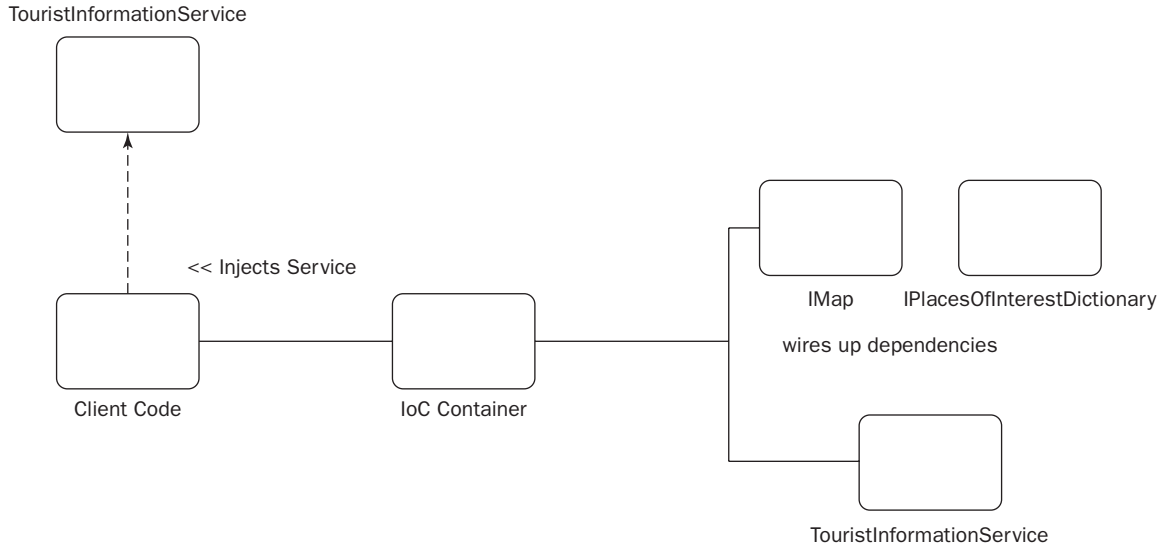 TouristInformationService
<< Injects Service
IMap
IPlacesOfInterestDictionary
wires up dependencies
Client Code
IoC Container
TouristInformationService